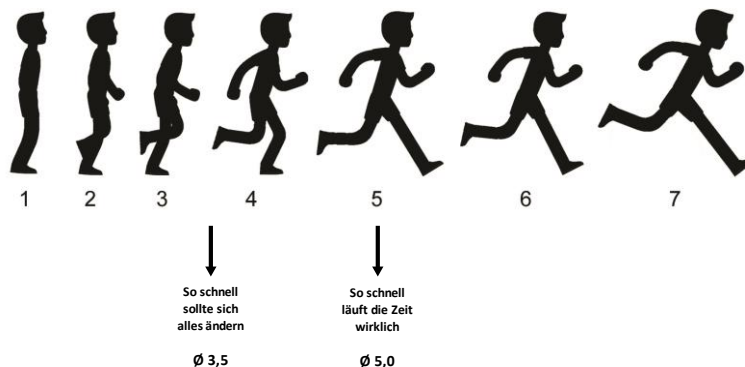 1 2 3 4 5 6 7
So schnell
sollte sich
alles ändern
Ø 3,5
So schnell
läuft die Zeit
wirklich
Ø 5,0